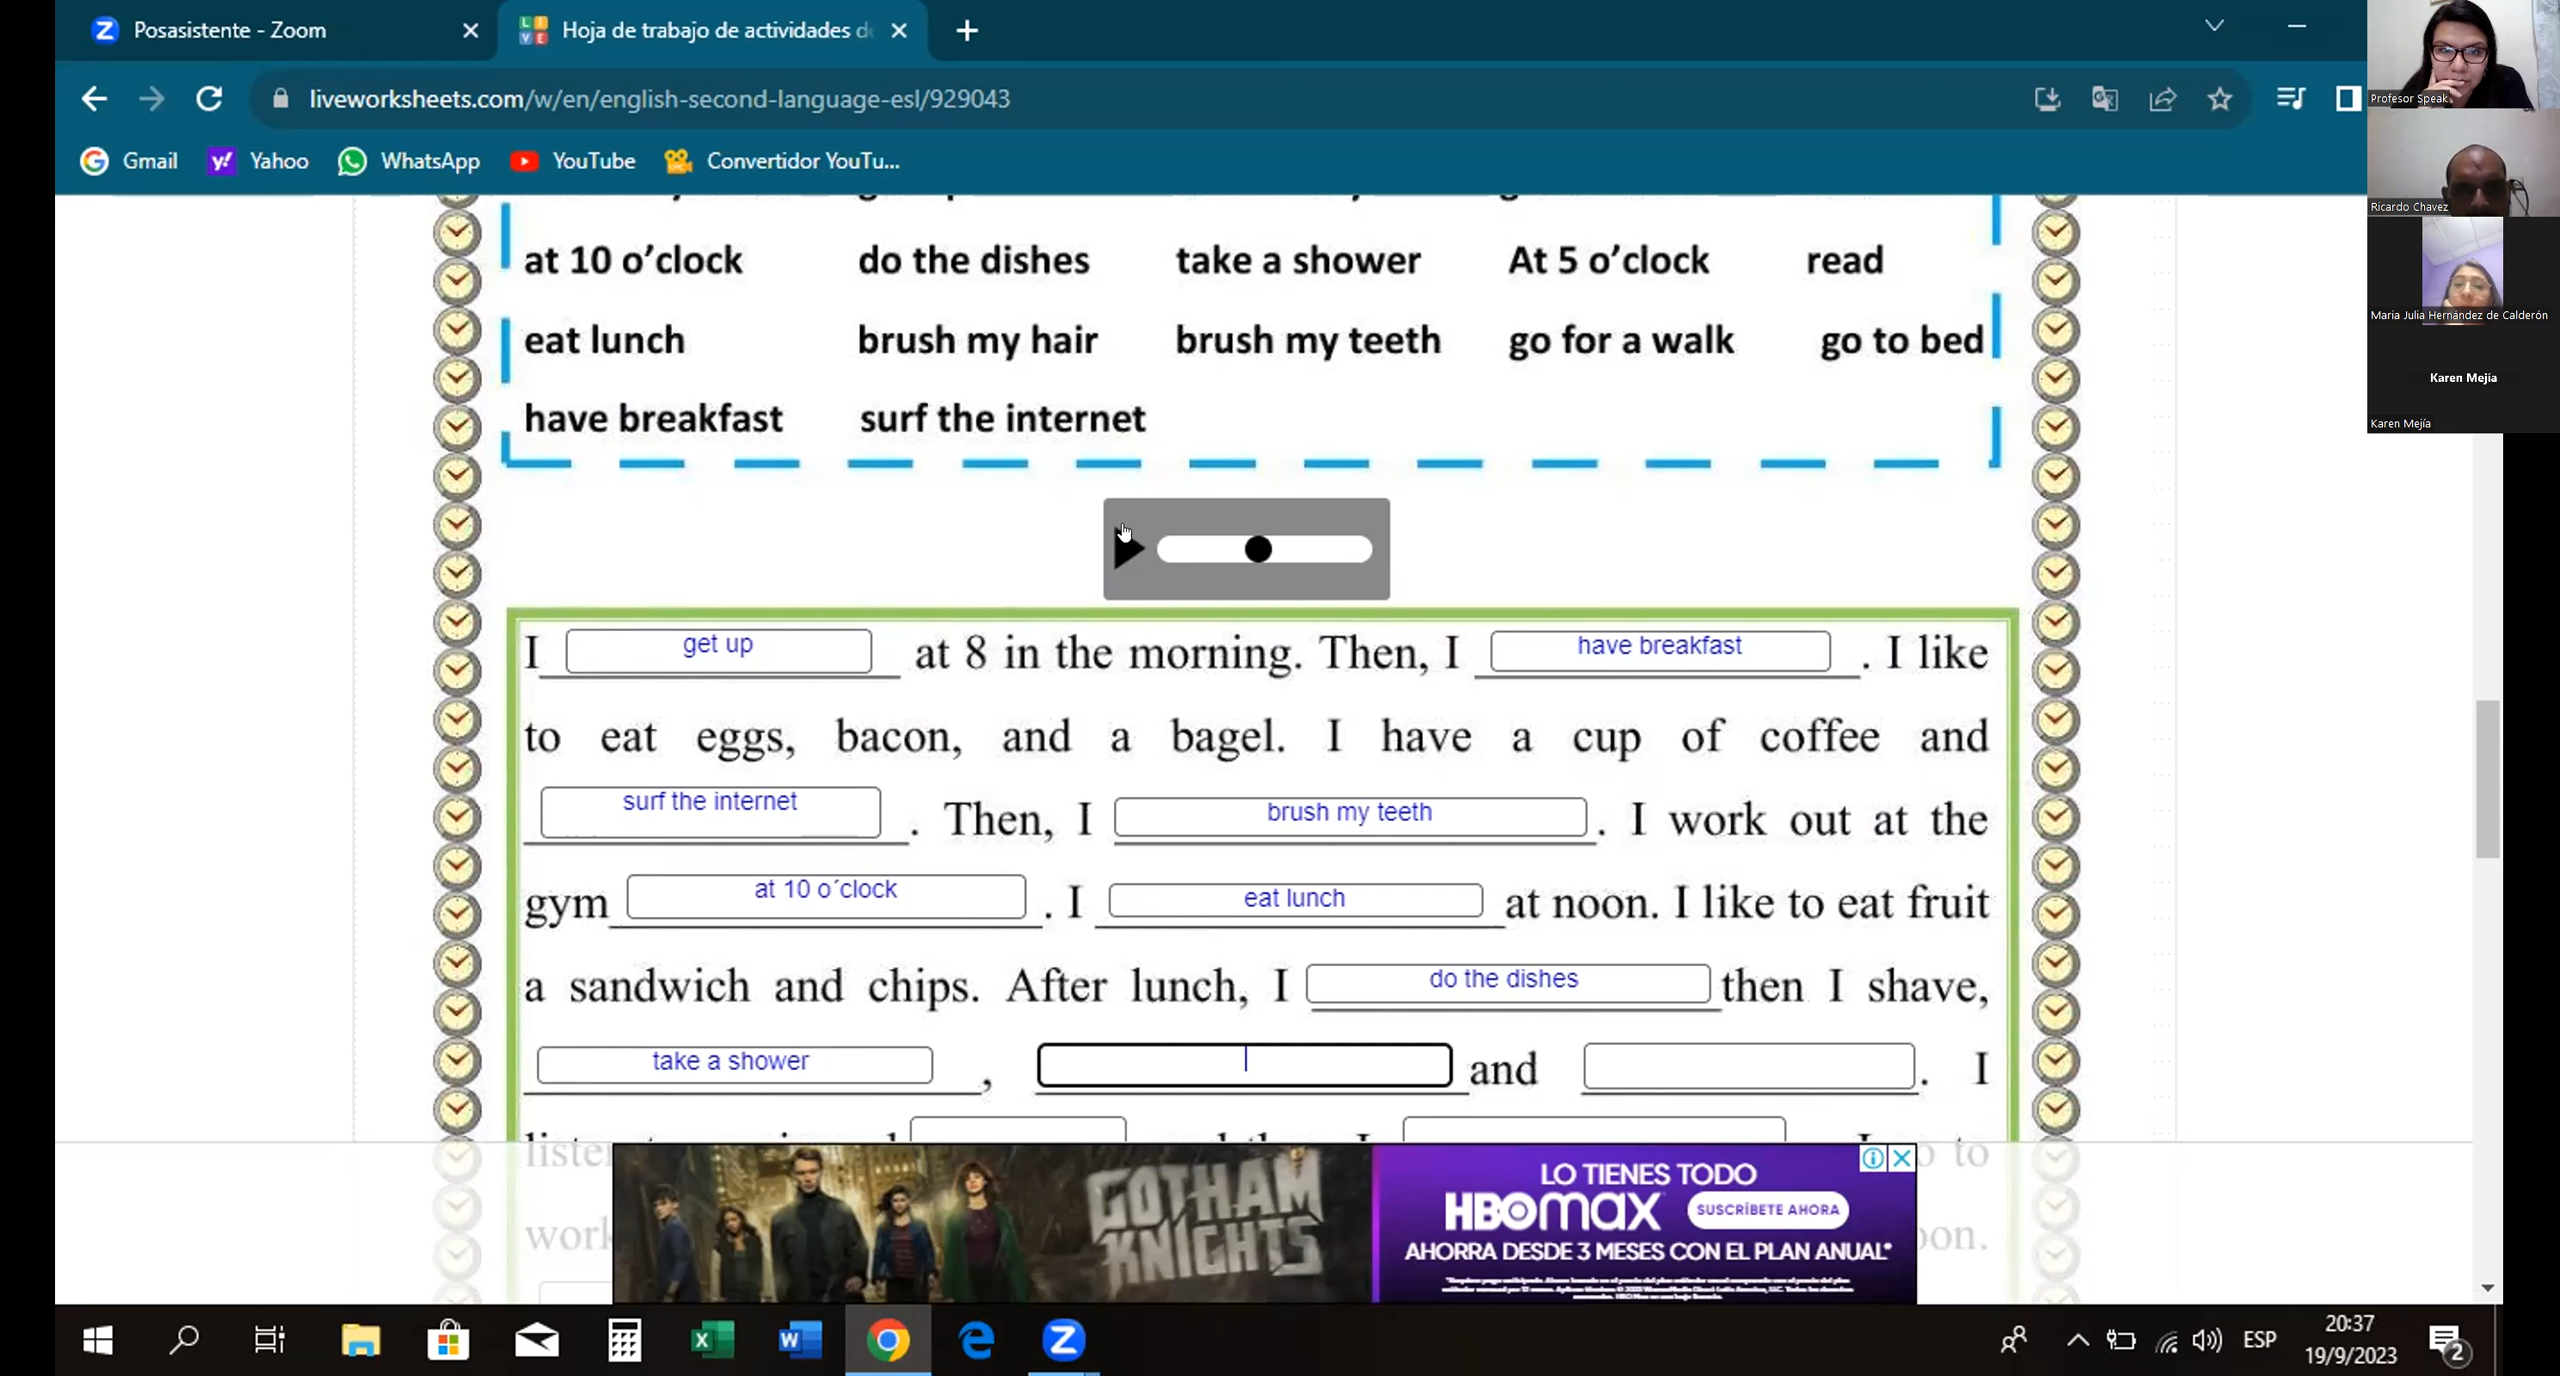 Posasistente - Zoom
Hoja de trabajo de actividades de
liveworksheets.com/w/en/english-second-language-esl/929043
Gmail Yahoo WhatsApp YouTube Convertidor YouTu...
at 10 o’clock do the dishes take a shower At 5 o’clock read
eat lunch brush my hair brush my teeth go for a walk go to bed
have breakfast surf the internet
I get up at 8 in the morning. Then, I have breakfast . I like
to eat eggs, bacon, and a bagel. I have a cup of coffee and
surf the internet . Then, I brush my teeth . I work out at the
gym at 10 o´clock . I eat lunch at noon. I like to eat fruit
a sandwich and chips. After lunch, I do the dishes then I shave,
take a shower , and . I
to
work
GOTHAM
KNIGHTS
LO TIENES TODO
HBOmax SUSCRÍBETE AHORA
AHORRA DESDE 3 MESES CON EL PLAN ANUAL*
ESP
20:37
19/9/2023
2
Profesor Speak
Ricardo Chavez
Maria Julia Hernández de Calderón
Karen Mejía
Karen Mejía